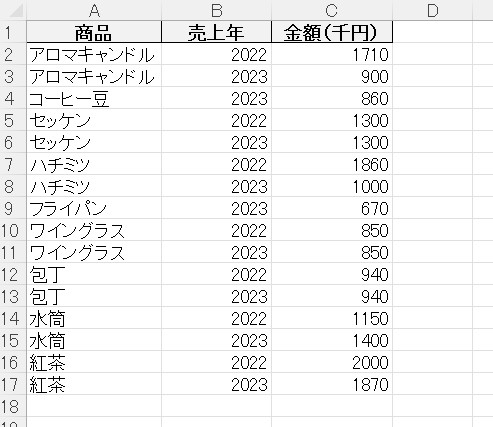 A B C D
1 商品 売上年 金額(千円)
2 アロマキャンドル 2022 1710
3 アロマキャンドル 2023 900
4 コーヒー豆 2023 860
5 セッケン 2022 1300
6 セッケン 2023 1300
7 ハチミツ 2022 1860
8 ハチミツ 2023 1000
9 フライパン 2023 670
10 ワイングラス 2022 850
11 ワイングラス 2023 850
12 包丁 2022 940
13 包丁 2023 940
14 水筒 2022 1150
15 水筒 2023 1400
16 紅茶 2022 2000
17 紅茶 2023 1870
18